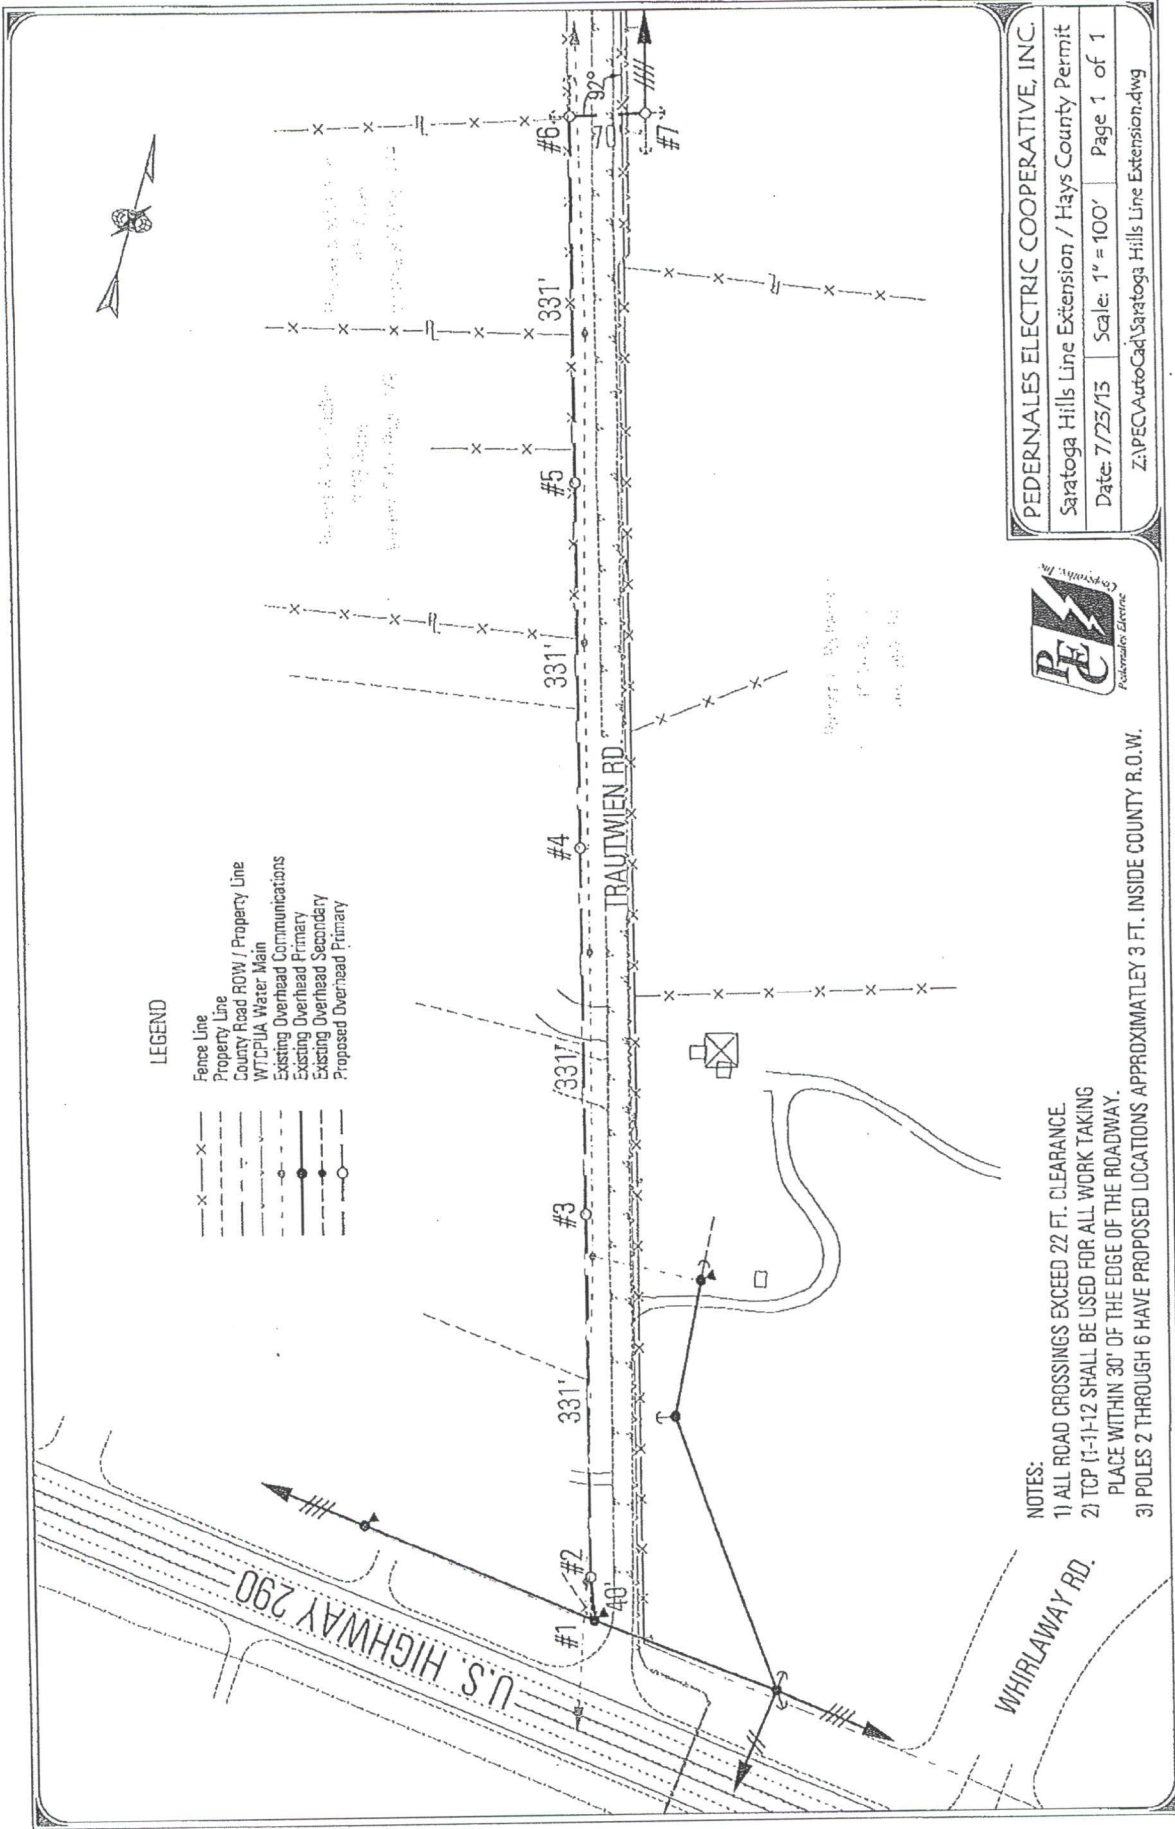 LEGEND
Fence Line
Property Line
County Road ROW / Property Line
WTCPUA Water Main
Existing Overhead Communications
Existing Overhead Primary
Existing Overhead Secondary
Proposed Overhead Primary
U.S. HIGHWAY 290
#1
40'
#2
331'
#3
331'
#4
TRAUTWIEN RD.
331'
#5
331'
#6
92°
70'
#7
WHIRLAWAY RD.
NOTES:
1) ALL ROAD CROSSINGS EXCEED 22 FT. CLEARANCE.
2) TCP (1-1)-12 SHALL BE USED FOR ALL WORK TAKING
PLACE WITHIN 30' OF THE EDGE OF THE ROADWAY.
3) POLES 2 THROUGH 6 HAVE PROPOSED LOCATIONS APPROXIMATLEY 3 FT. INSIDE COUNTY R.O.W.
PEC
Pedernales Electric
Cooperative, Inc.
PEDERNALES ELECTRIC COOPERATIVE, INC.
Saratoga Hills Line Extension / Hays County Permit
Date: 7/23/13 Scale: 1" = 100' Page 1 of 1
Z:\PEC\AutoCad\Saratoga Hills Line Extension.dwg